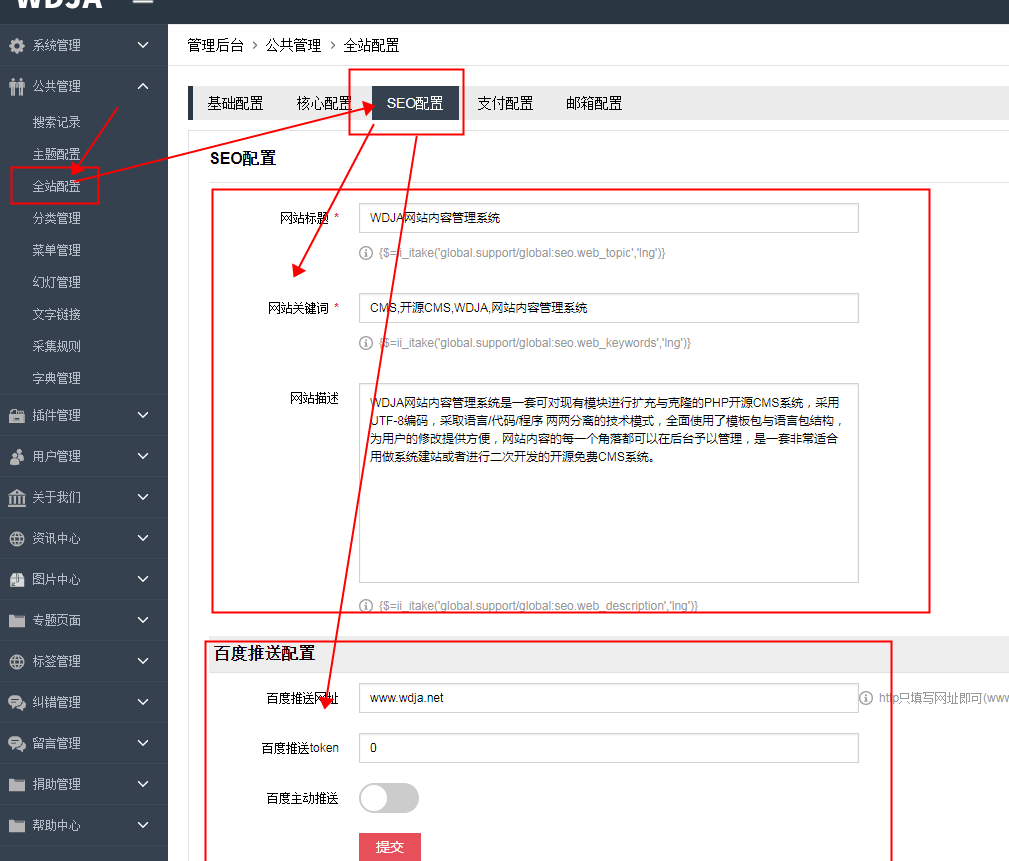 WDJA
系统管理
公共管理
搜索记录
主题配置
全站配置
分类管理
菜单管理
幻灯管理
文字链接
采集规则
字典管理
插件管理
用户管理
关于我们
资讯中心
图片中心
专题页面
标签管理
纠错管理
留言管理
捐助管理
帮助中心
管理后台 › 公共管理 › 全站配置
基础配置 核心配置 SEO配置 支付配置 邮箱配置
SEO配置
网站标题 * WDJA网站内容管理系统
{$=ii_itake('global.support/global:seo.web_topic','lng')}
网站关键词 * CMS,开源CMS,WDJA,网站内容管理系统
{$=ii_itake('global.support/global:seo.web_keywords','lng')}
网站描述
WDJA网站内容管理系统是一套可对现有模块进行扩充与克隆的PHP开源CMS系统，采用
UTF-8编码，采取语言/代码/程序 两两分离的技术模式，全面使用了模板包与语言包结构，
为用户的修改提供方便，网站内容的每一个角落都可以在后台予以管理，是一套非常适合
用做系统建站或者进行二次开发的开源免费CMS系统。
{$=ii_itake('global.support/global:seo.web_description','lng')}
百度推送配置
百度推送网址 www.wdja.net http只填写网址即可(www
百度推送token 0
百度主动推送
提交